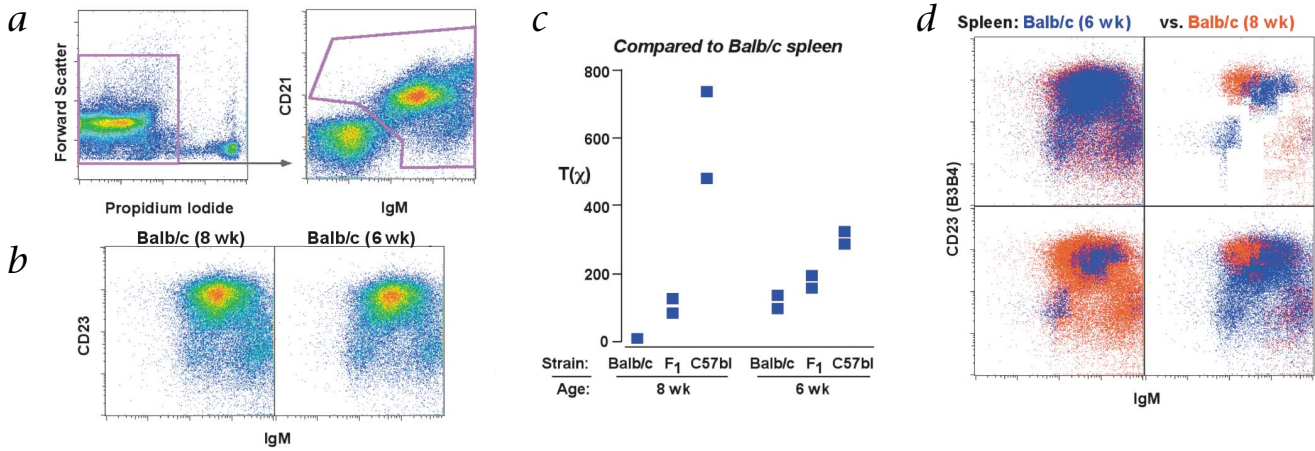 a
Forward Scatter
Propidium Iodide
CD21
IgM
b
Balb/c (8 wk)
Balb/c (6 wk)
CD23
IgM
c
Compared to Balb/c spleen
T(χ)
800
600
400
200
0
Strain: Balb/c F1 C57bl Balb/c F1 C57bl
Age: 8 wk 6 wk
d
Spleen: Balb/c (6 wk) vs. Balb/c (8 wk)
CD23 (B3B4)
IgM